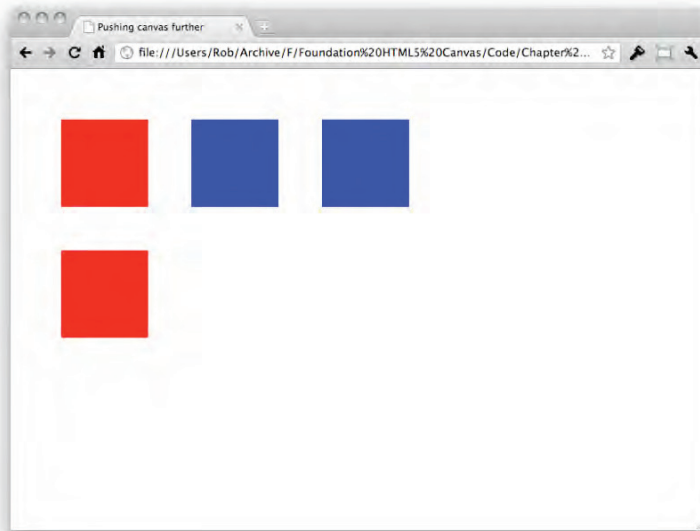 Pushing canvas further
file:///Users/Rob/Archive/F/Foundation%20HTML5%20Canvas/Code/Chapter%2...